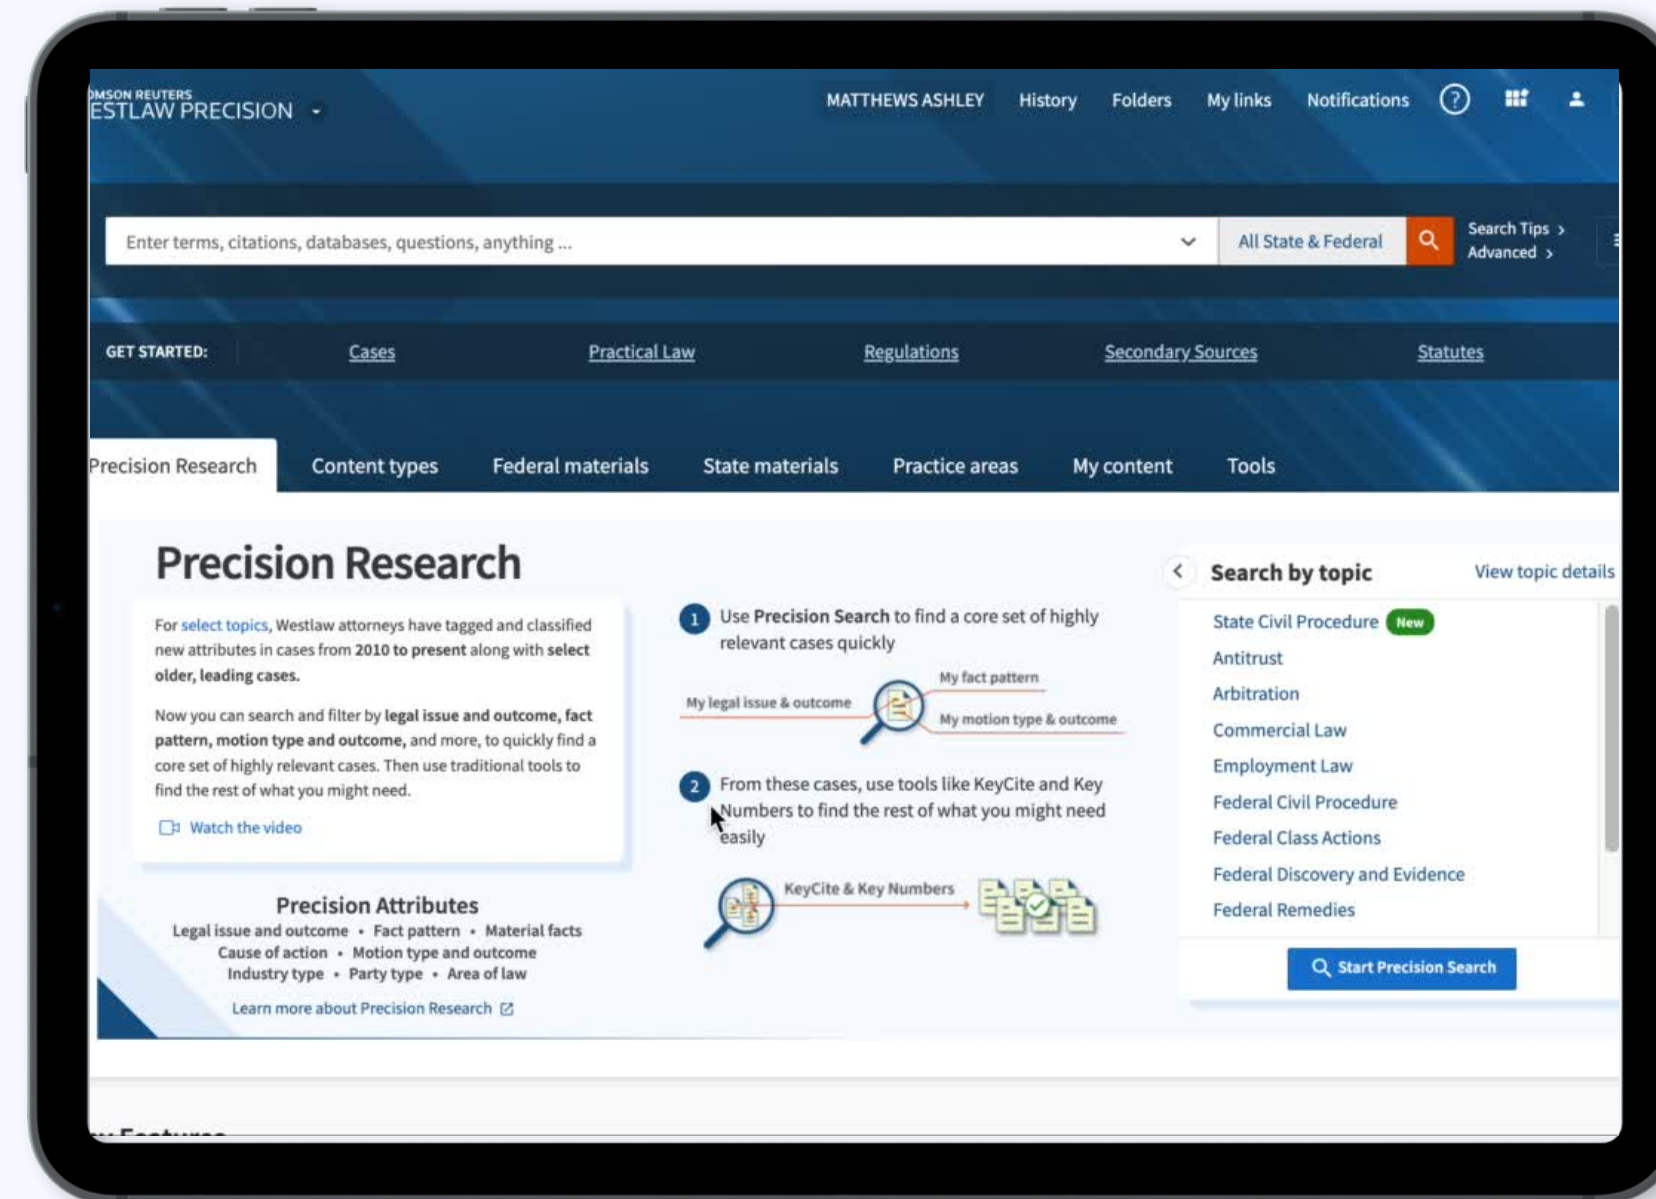 OMSON REUTERS
ESTLAW PRECISION
MATTHEWS ASHLEY History Folders My links Notifications ?
Enter terms, citations, databases, questions, anything ...
All State & Federal
Search Tips >
Advanced >
GET STARTED: Cases Practical Law Regulations Secondary Sources Statutes
Precision Research Content types Federal materials State materials Practice areas My content Tools
Precision Research
For select topics, Westlaw attorneys have tagged and classified
new attributes in cases from 2010 to present along with select
older, leading cases.
Now you can search and filter by legal issue and outcome, fact
pattern, motion type and outcome, and more, to quickly find a
core set of highly relevant cases. Then use traditional tools to
find the rest of what you might need.
Watch the video
Precision Attributes
Legal issue and outcome • Fact pattern • Material facts
Cause of action • Motion type and outcome
Industry type • Party type • Area of law
Learn more about Precision Research
1 Use Precision Search to find a core set of highly
relevant cases quickly
My legal issue & outcome
My fact pattern
My motion type & outcome
2 From these cases, use tools like KeyCite and Key
Numbers to find the rest of what you might need
easily
KeyCite & Key Numbers
Search by topic View topic details
State Civil Procedure New
Antitrust
Arbitration
Commercial Law
Employment Law
Federal Civil Procedure
Federal Class Actions
Federal Discovery and Evidence
Federal Remedies
Start Precision Search
Features